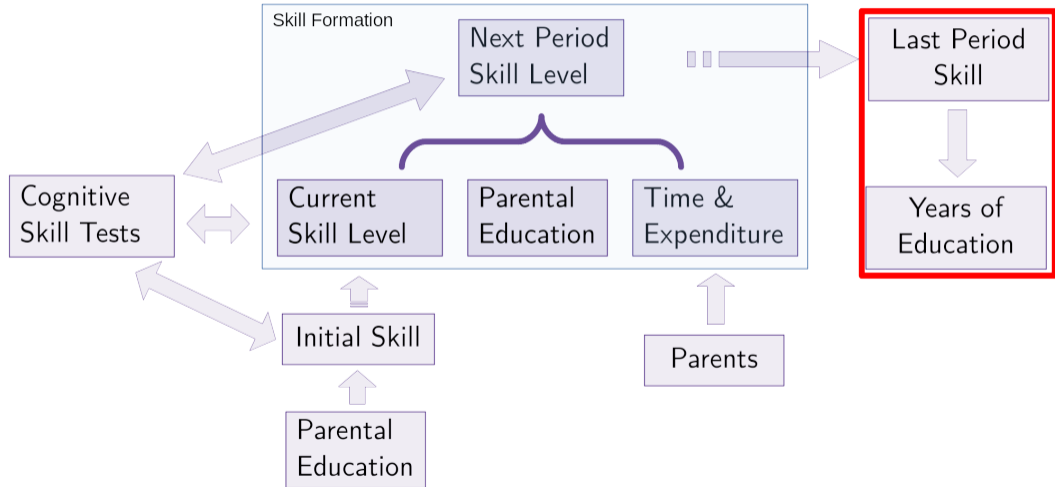 Skill Formation
Next Period
Skill Level
Last Period
Skill
Cognitive
Skill Tests
Current
Skill Level
Parental
Education
Time &
Expenditure
Years of
Education
Initial Skill
Parents
Parental
Education